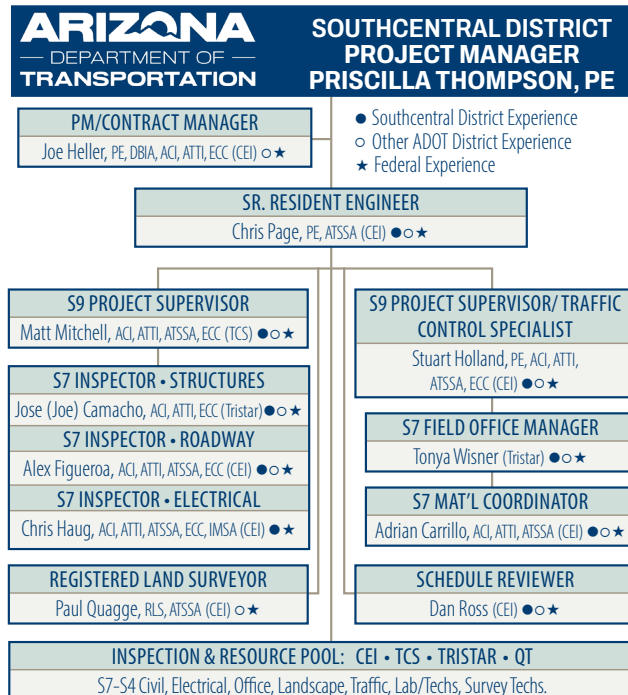 ARIZONA
DEPARTMENT OF
TRANSPORTATION
SOUTHCENTRAL DISTRICT
PROJECT MANAGER
PRISCILLA THOMPSON, PE
PM/CONTRACT MANAGER
Joe Heller, PE, DBIA, ACI, ATTI, ECC (CEI) ○★
● Southcentral District Experience
○ Other ADOT District Experience
★ Federal Experience
SR. RESIDENT ENGINEER
Chris Page, PE, ATSSA (CEI) ●○★
S9 PROJECT SUPERVISOR
Matt Mitchell, ACI, ATTI, ATSSA, ECC (TCS) ●○★
S7 INSPECTOR • STRUCTURES
Jose (Joe) Camacho, ACI, ATTI, ECC (Tristar)●○★
S7 INSPECTOR • ROADWAY
Alex Figueroa, ACI, ATTI, ATSSA, ECC (CEI) ●○★
S7 INSPECTOR • ELECTRICAL
Chris Haug, ACI, ATTI, ATSSA, ECC, IMSA (CEI) ●★
REGISTERED LAND SURVEYOR
Paul Quagge, RLS, ATSSA (CEI) ○★
S9 PROJECT SUPERVISOR/ TRAFFIC
CONTROL SPECIALIST
Stuart Holland, PE, ACI, ATTI,
ATSSA, ECC (CEI) ●○★
S7 FIELD OFFICE MANAGER
Tonya Wisner (Tristar) ●○★
S7 MAT'L COORDINATOR
Adrian Carrillo, ACI, ATTI, ATSSA (CEI) ●○★
SCHEDULE REVIEWER
Dan Ross (CEI) ●○★
INSPECTION & RESOURCE POOL: CEI • TCS • TRISTAR • QT
S7-S4 Civil, Electrical, Office, Landscape, Traffic, Lab/Techs, Survey Techs.